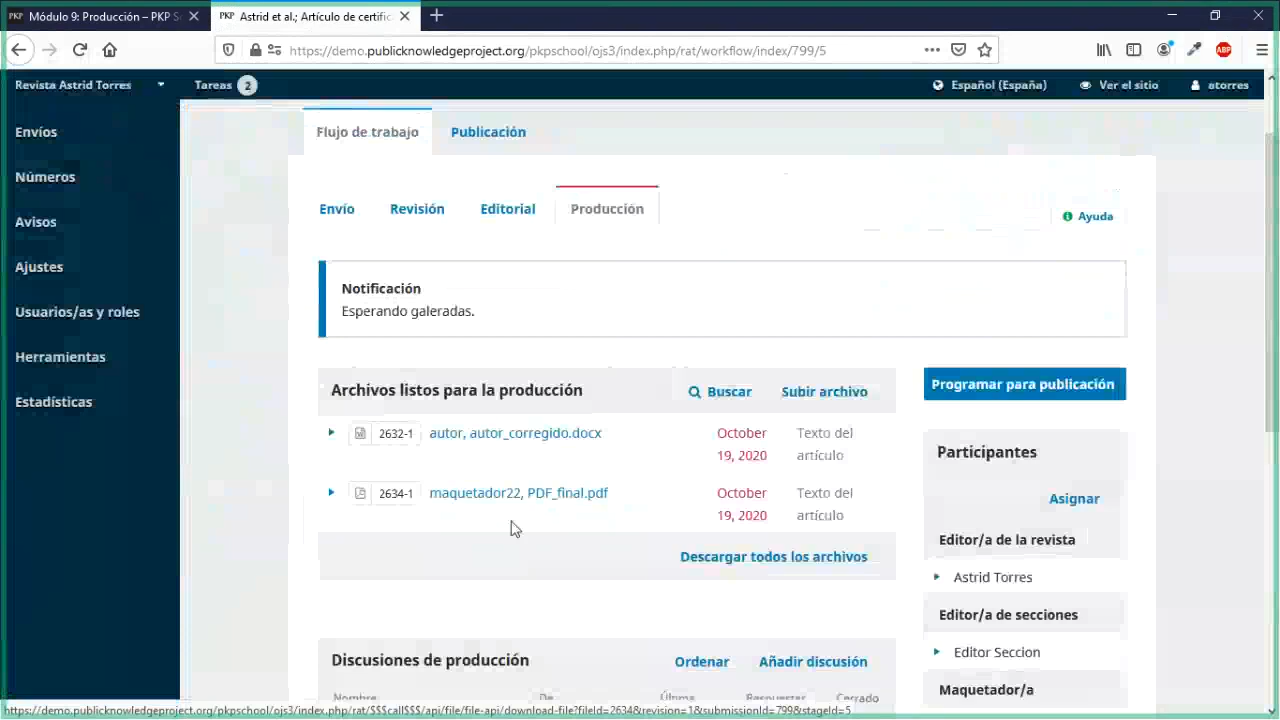 Módulo 9: Producción – PKP S
Astrid et al.; Artículo de certific
https://demo.publicknowledgeproject.org/pkpschool/ojs3/index.php/rat/workflow/index/799/5
ABP
Revista Astrid Torres
Tareas 2
Español (España)
Ver el sitio
atorres
Envíos
Números
Avisos
Ajustes
Usuarios/as y roles
Herramientas
Estadísticas
Flujo de trabajo
Publicación
Envío
Revisión
Editorial
Producción
Ayuda
Notificación
Esperando galeradas.
Archivos listos para la producción
Buscar
Subir archivo
2632-1 autor, autor_corregido.docx October 19, 2020 Texto del artículo
2634-1 maquetador22, PDF_final.pdf October 19, 2020 Texto del artículo
Descargar todos los archivos
Discusiones de producción
Ordenar
Añadir discusión
Nombre De Última Respuestas Cerrado
Programar para publicación
Participantes
Asignar
Editor/a de la revista
Astrid Torres
Editor/a de secciones
Editor Seccion
Maquetador/a
https://demo.publicknowledgeproject.org/pkpschool/ojs3/index.php/rat/$$$call$$$/api/file/file-api/download-file?fileId=2634&revision=1&submissionId=799&stageId=5